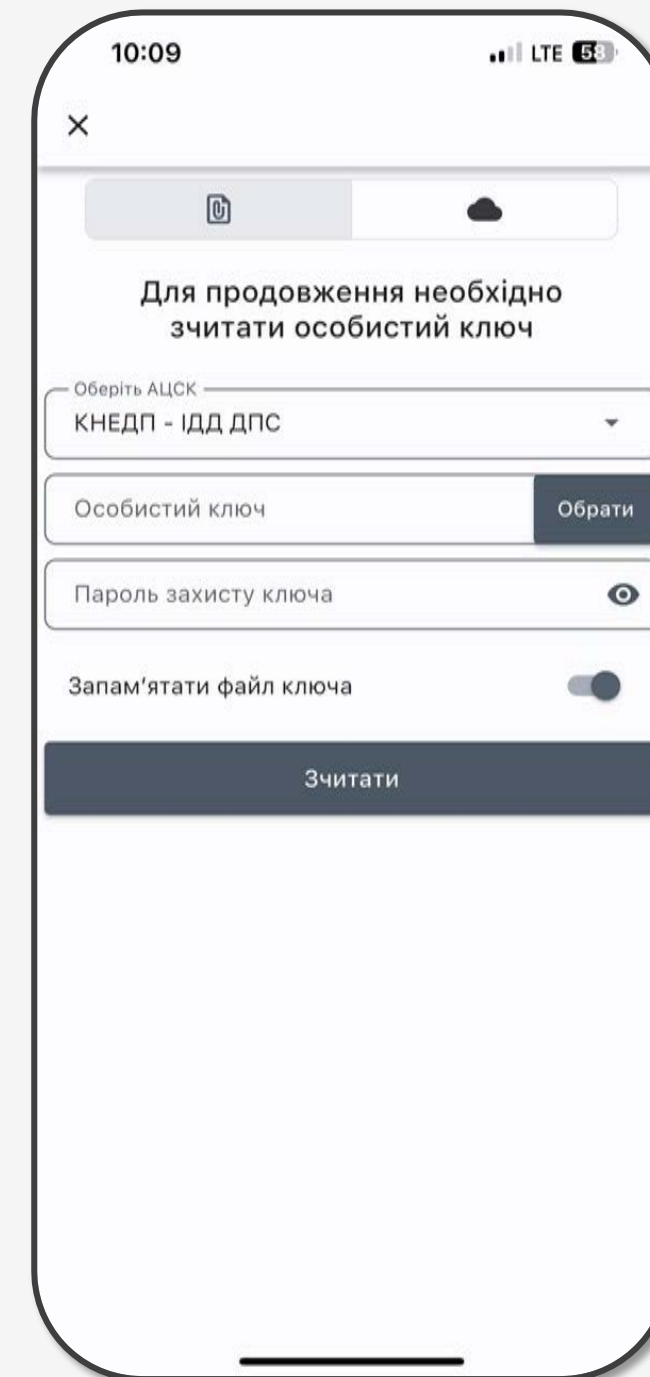 10:09 LTE 58
Для продовження необхідно
зчитати особистий ключ
Оберіть АЦСК
КНЕДП - ІДД ДПС
Особистий ключ Обрати
Пароль захисту ключа
Запам'ятати файл ключа
Зчитати